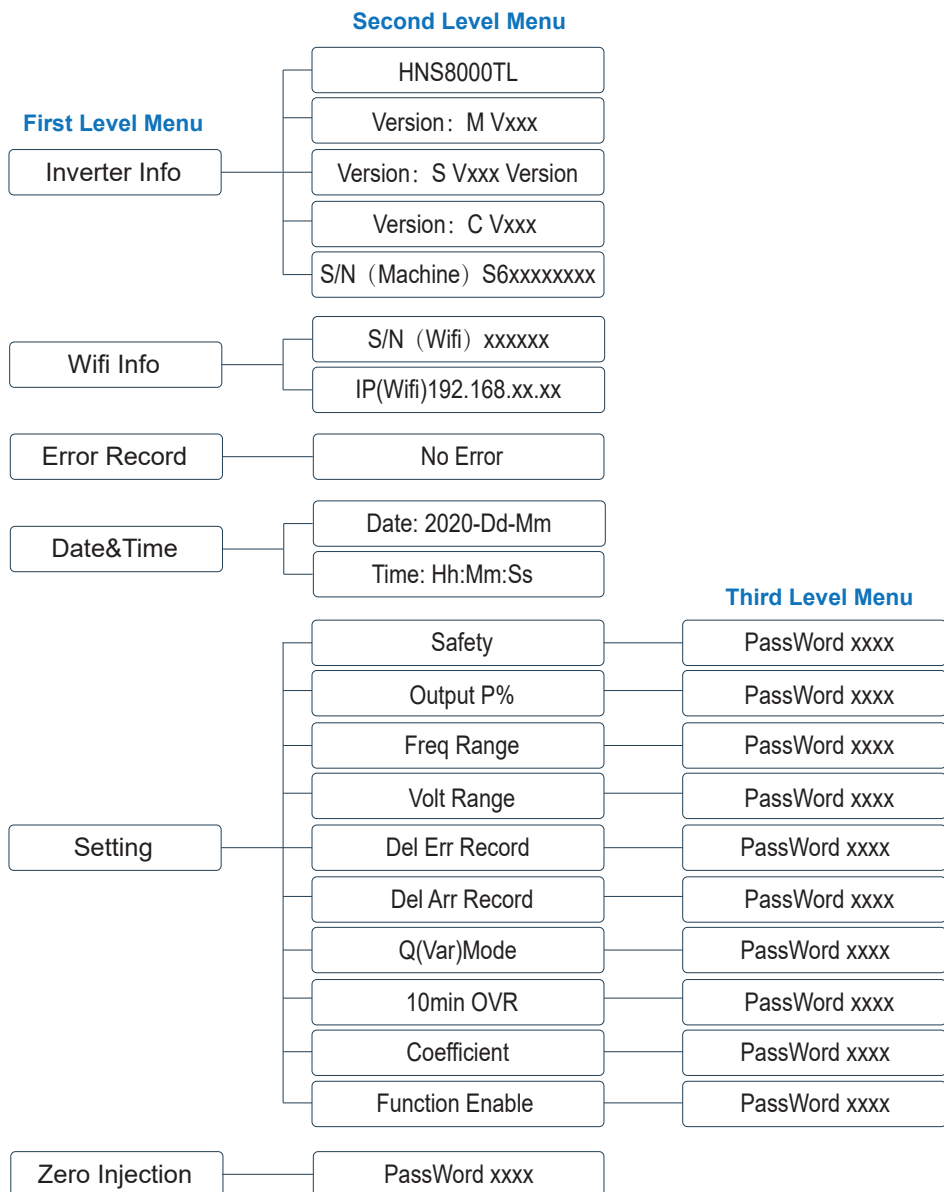 Second Level Menu
HNS8000TL
First Level Menu
Version：M Vxxx
Inverter Info
Version：S Vxxx Version
Version：C Vxxx
S/N（Machine）S6xxxxxxxx
Wifi Info
S/N（Wifi）xxxxxx
IP(Wifi)192.168.xx.xx
Error Record
No Error
Date&Time
Date: 2020-Dd-Mm
Time: Hh:Mm:Ss
Third Level Menu
Safety
PassWord xxxx
Output P%
PassWord xxxx
Freq Range
PassWord xxxx
Volt Range
PassWord xxxx
Setting
Del Err Record
PassWord xxxx
Del Arr Record
PassWord xxxx
Q(Var)Mode
PassWord xxxx
10min OVR
PassWord xxxx
Coefficient
PassWord xxxx
Function Enable
PassWord xxxx
Zero Injection
PassWord xxxx